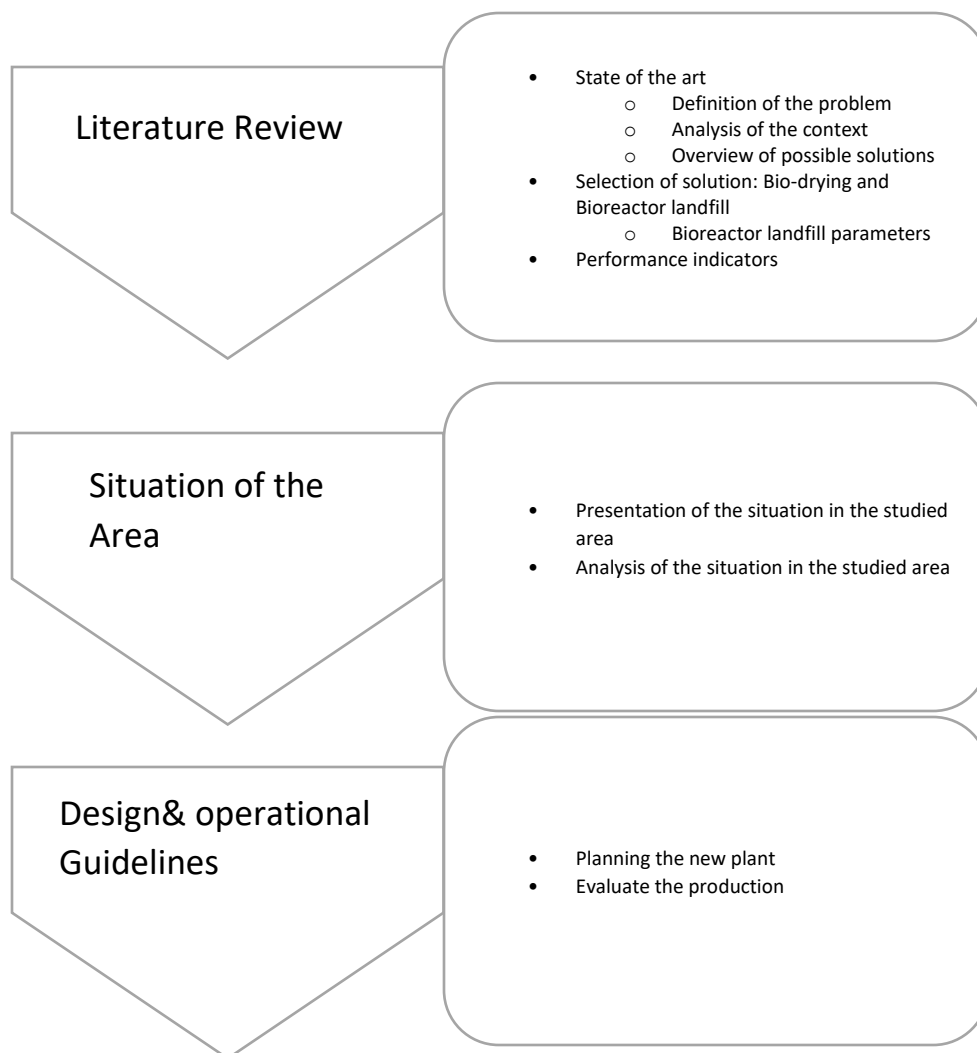 Literature Review
• State of the art
o Definition of the problem
o Analysis of the context
o Overview of possible solutions
• Selection of solution: Bio-drying and
Bioreactor landfill
o Bioreactor landfill parameters
• Performance indicators
Situation of the
Area
• Presentation of the situation in the studied
area
• Analysis of the situation in the studied area
Design& operational
Guidelines
• Planning the new plant
• Evaluate the production